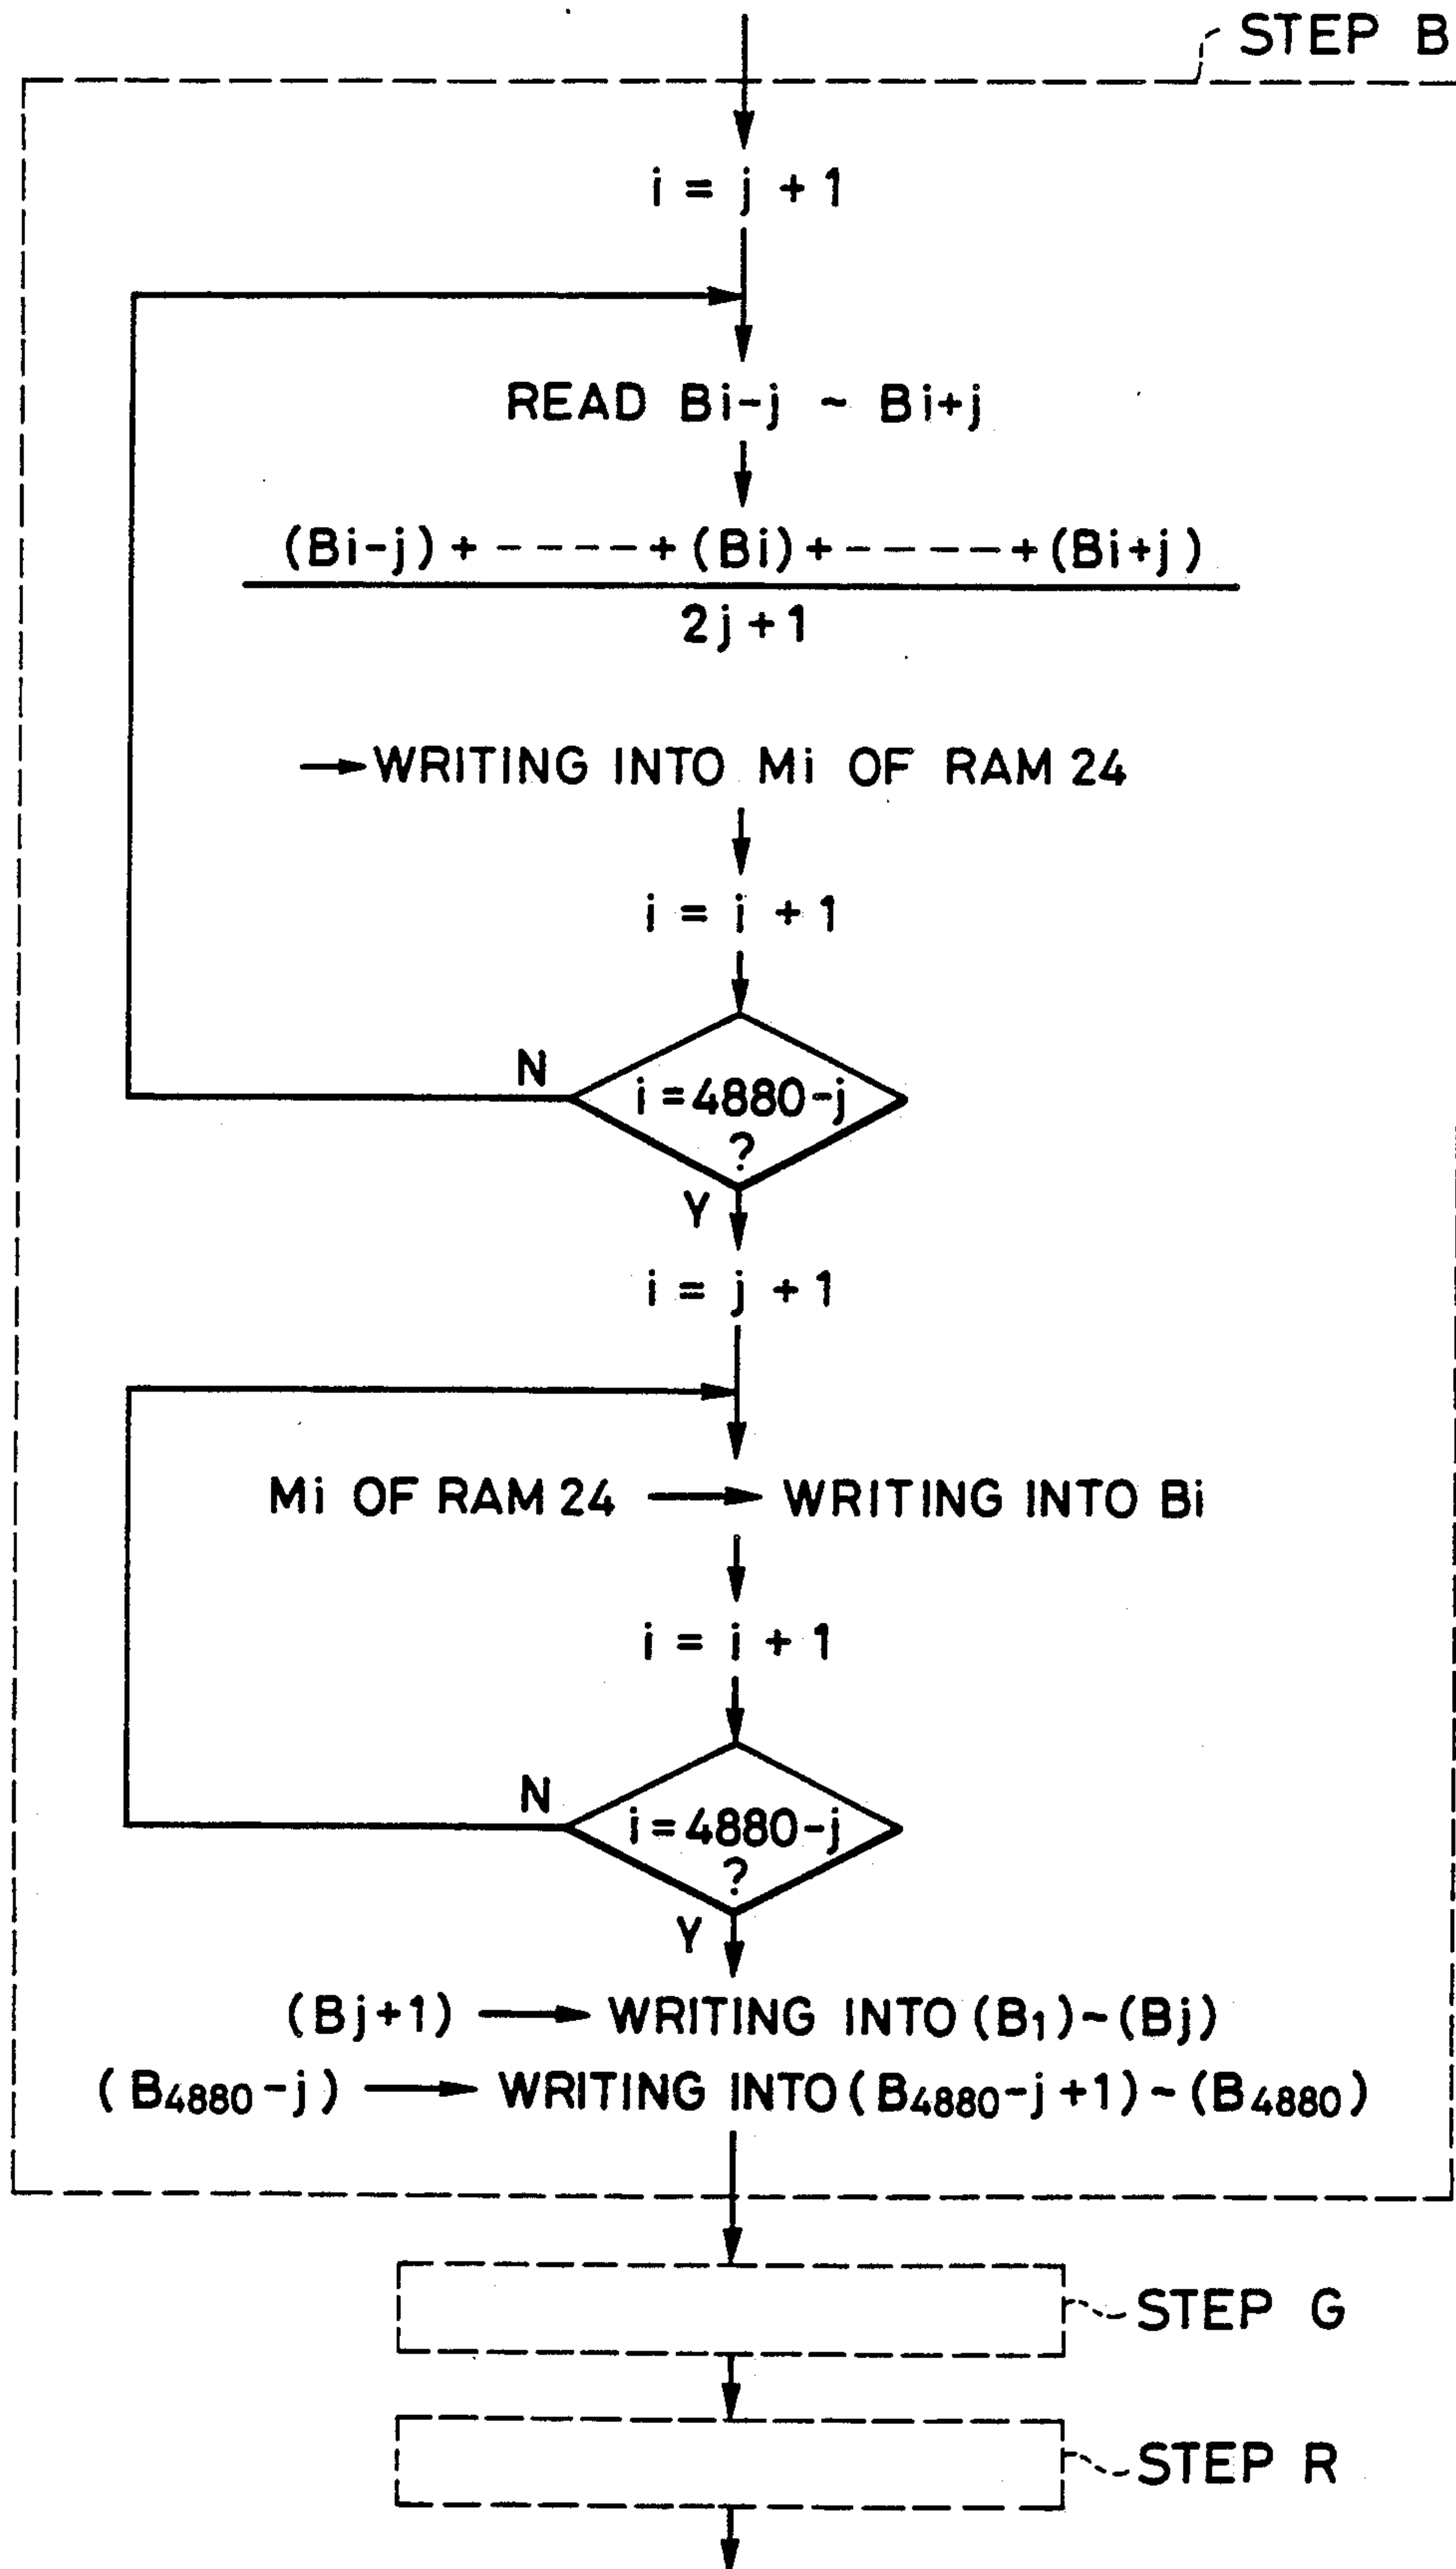 STEP B
i = j + 1
READ Bi-j ~ Bi+j
(Bi-j) + ----- + (Bi) + ----- + (Bi+j)
2j + 1
→WRITING INTO Mi OF RAM 24
i = i + 1
N
i = 4880-j
?
Y
i = j + 1
Mi OF RAM 24 → WRITING INTO Bi
i = i + 1
N
i = 4880-j
?
Y
(Bj+1) → WRITING INTO (B1)~(Bj)
(B4880-j) → WRITING INTO (B4880-j+1) ~ (B4880)
STEP G
STEP R